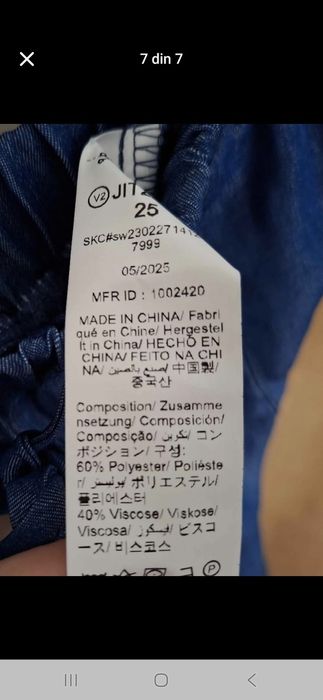 7 din 7
V2 JIT
25
SKC#sw230227141
7999
05/2025
MFR ID : 1002420
MADE IN CHINA/ Fabri
qué en Chine/ Hergestel
lt in China/ HECHO EN
CHINA/ FEITO NA CHI
NA/ صنع بالصين/ 中国製/
중국산
Composition/ Zusamme
nsetzung/ Composición/
Composição/ تكوين/ コン
ポジション/ 구성:
60% Polyester/ Polieste
r/ بوليستر/ ポリエステル/
폴리에스터
40% Viscose/ Viskose/
Viscosa/ فيسكوز/ ビスコ
ース/ 비스코스
P